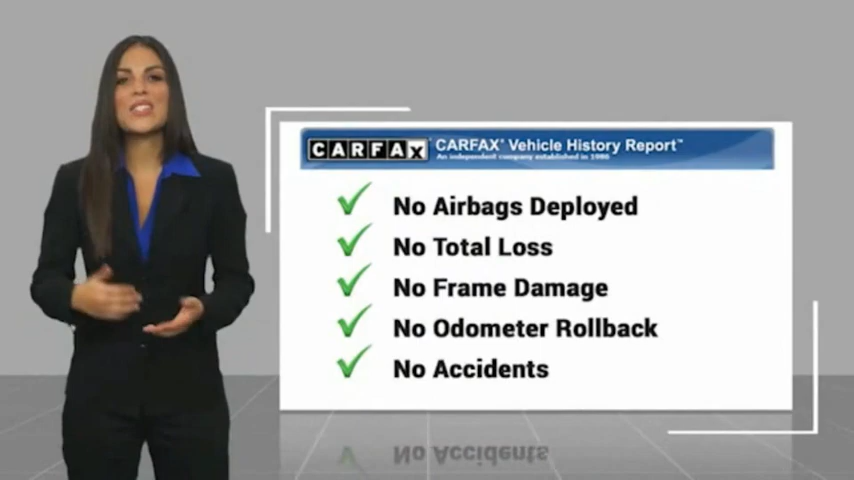 CARFAX CARFAX® Vehicle History Report™
An independent company established in 1986
No Airbags Deployed
No Total Loss
No Frame Damage
No Odometer Rollback
No Accidents
No Accidents